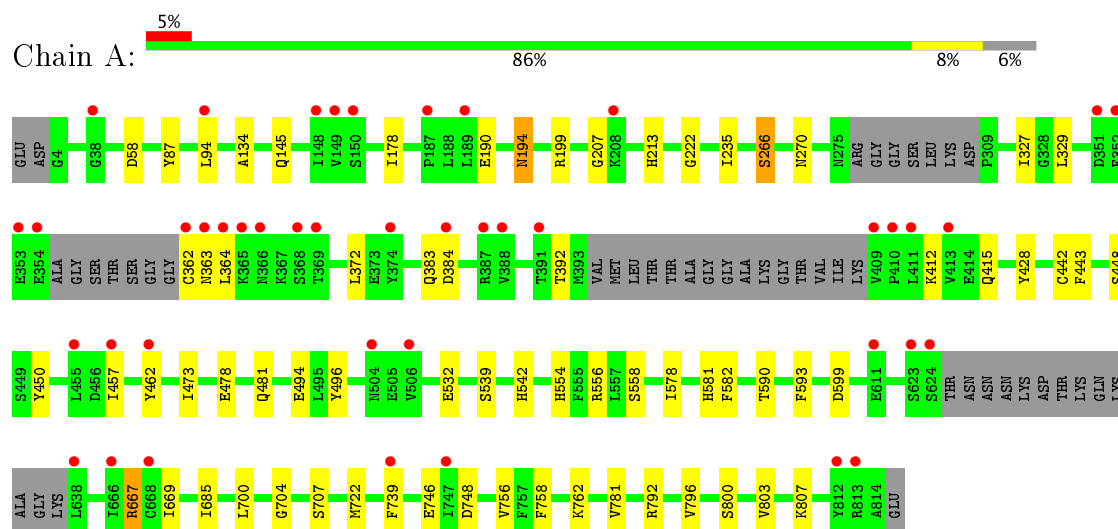 5%
Chain A:
86% 8% 6%
GLU ASP G4 G38 D58 Y87 L94 A134 Q145 I148 V149 S150 I178 P187 L188 L189 E190 N194 R199 G207 K208 H213 G222 I235 S266 N270 N275 ARG GLY GLY SER LEU LYS ASP P309 I327 G328 L329 D351 E352
E353 E354 ALA GLY SER THR SER GLY GLY C362 N363 L364 K365 N366 K367 S368 T369 L372 E373 Y374 Q383 D384 R387 V388 T391 T392 M393 VAL MET LEU THR THR ALA GLY GLY ALA LYS GLY THR VAL ILE LYS V409 P410 L411 K412 V413 E414 Q415 Y428 C442 F443 S448
S449 Y450 L455 D456 I457 Y462 I473 E478 Q481 E494 L495 Y496 N504 E505 V506 E532 S539 H542 H554 F555 R556 L557 S558 I578 H581 F582 T590 F593 D599 E611 S623 S624 THR ASN ASN ASN LYS ASP THR LYS GLN LYS
ALA GLY LYS L638 I666 R667 C668 I669 I685 L700 G704 S707 M722 F739 E746 I747 D748 V756 F757 F758 K762 V781 R792 V796 S800 V803 K807 Y812 R813 A814 GLU